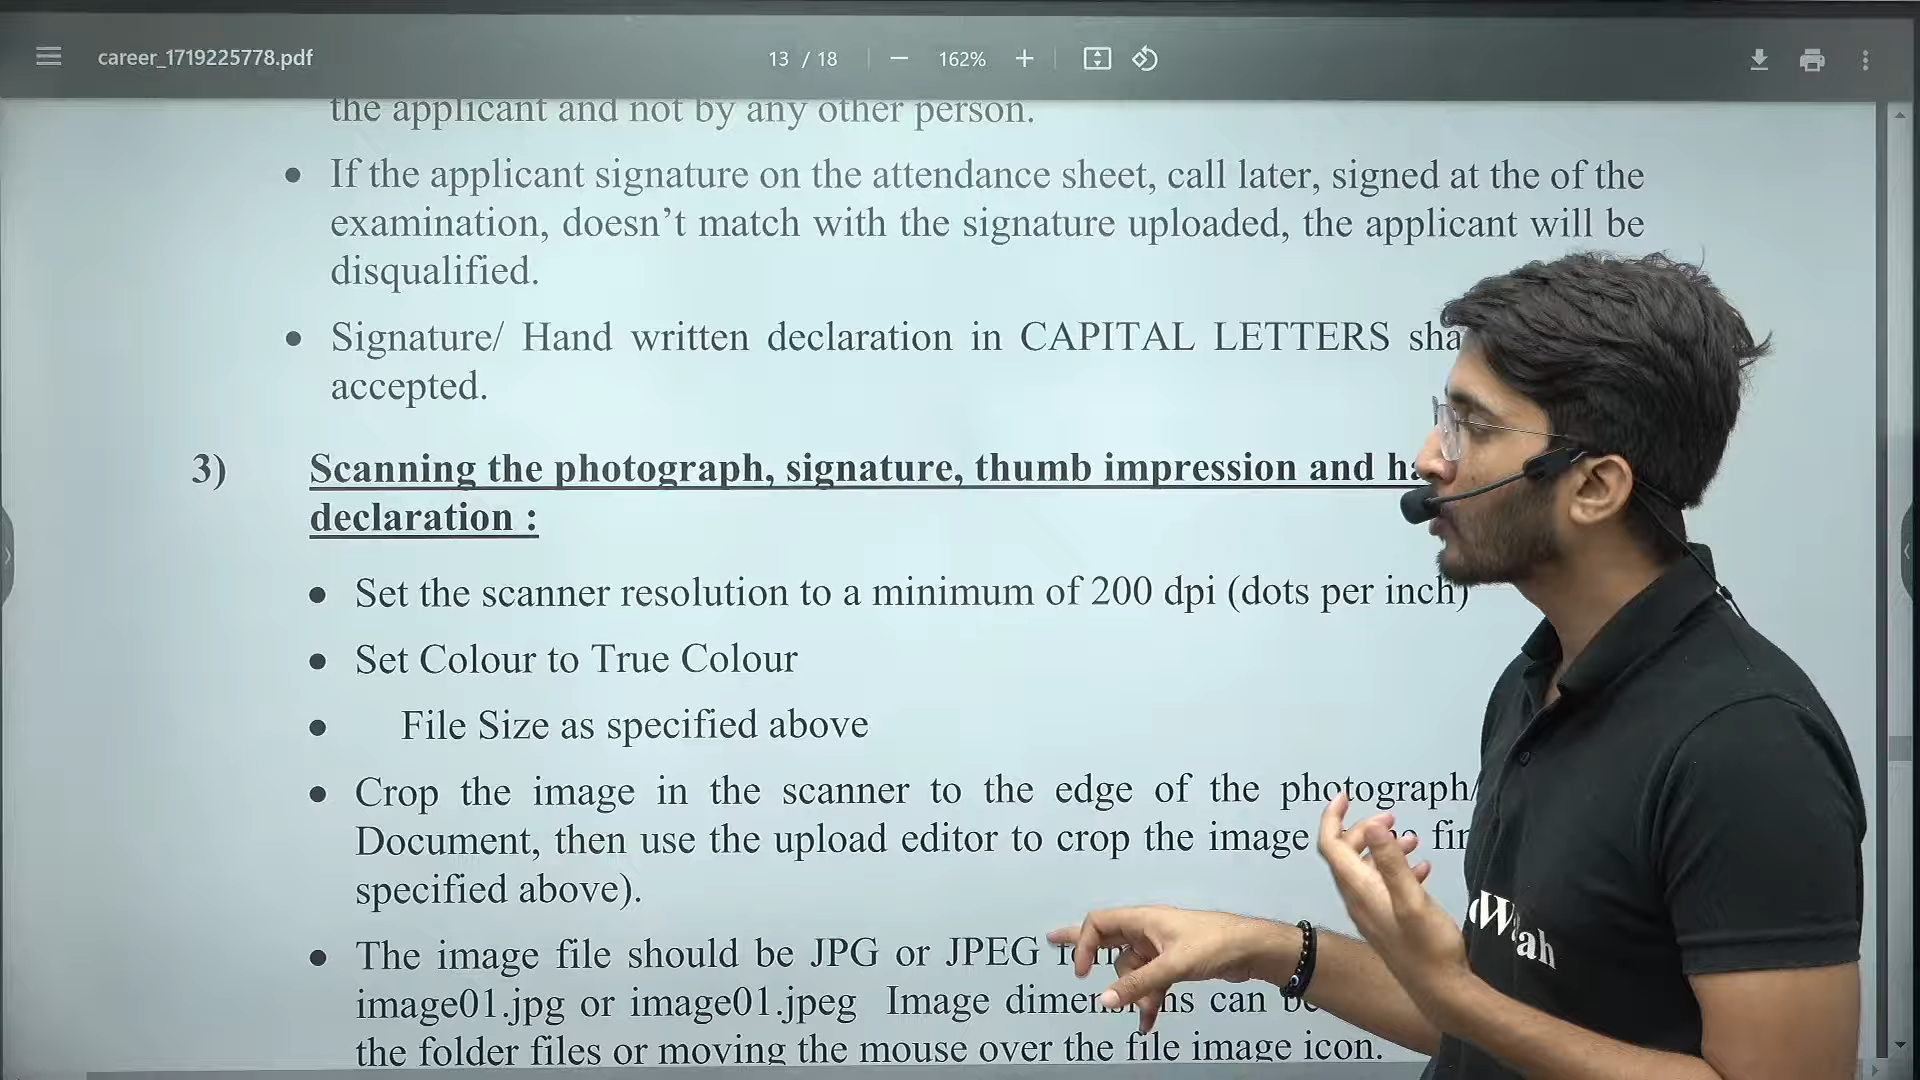 career_1719225778.pdf
13 / 18
162%
the applicant and not by any other person.
• If the applicant signature on the attendance sheet, call later, signed at the of the
examination, doesn’t match with the signature uploaded, the applicant will be
disqualified.
• Signature/ Hand written declaration in CAPITAL LETTERS sha
accepted.
3) Scanning the photograph, signature, thumb impression and ha
declaration :
• Set the scanner resolution to a minimum of 200 dpi (dots per inch)
• Set Colour to True Colour
• File Size as specified above
• Crop the image in the scanner to the edge of the photograph/
Document, then use the upload editor to crop the image fin
specified above).
• The image file should be JPG or JPEG
image01.jpg or image01.jpeg Image can be
the folder files or moving the mouse over the file image icon.